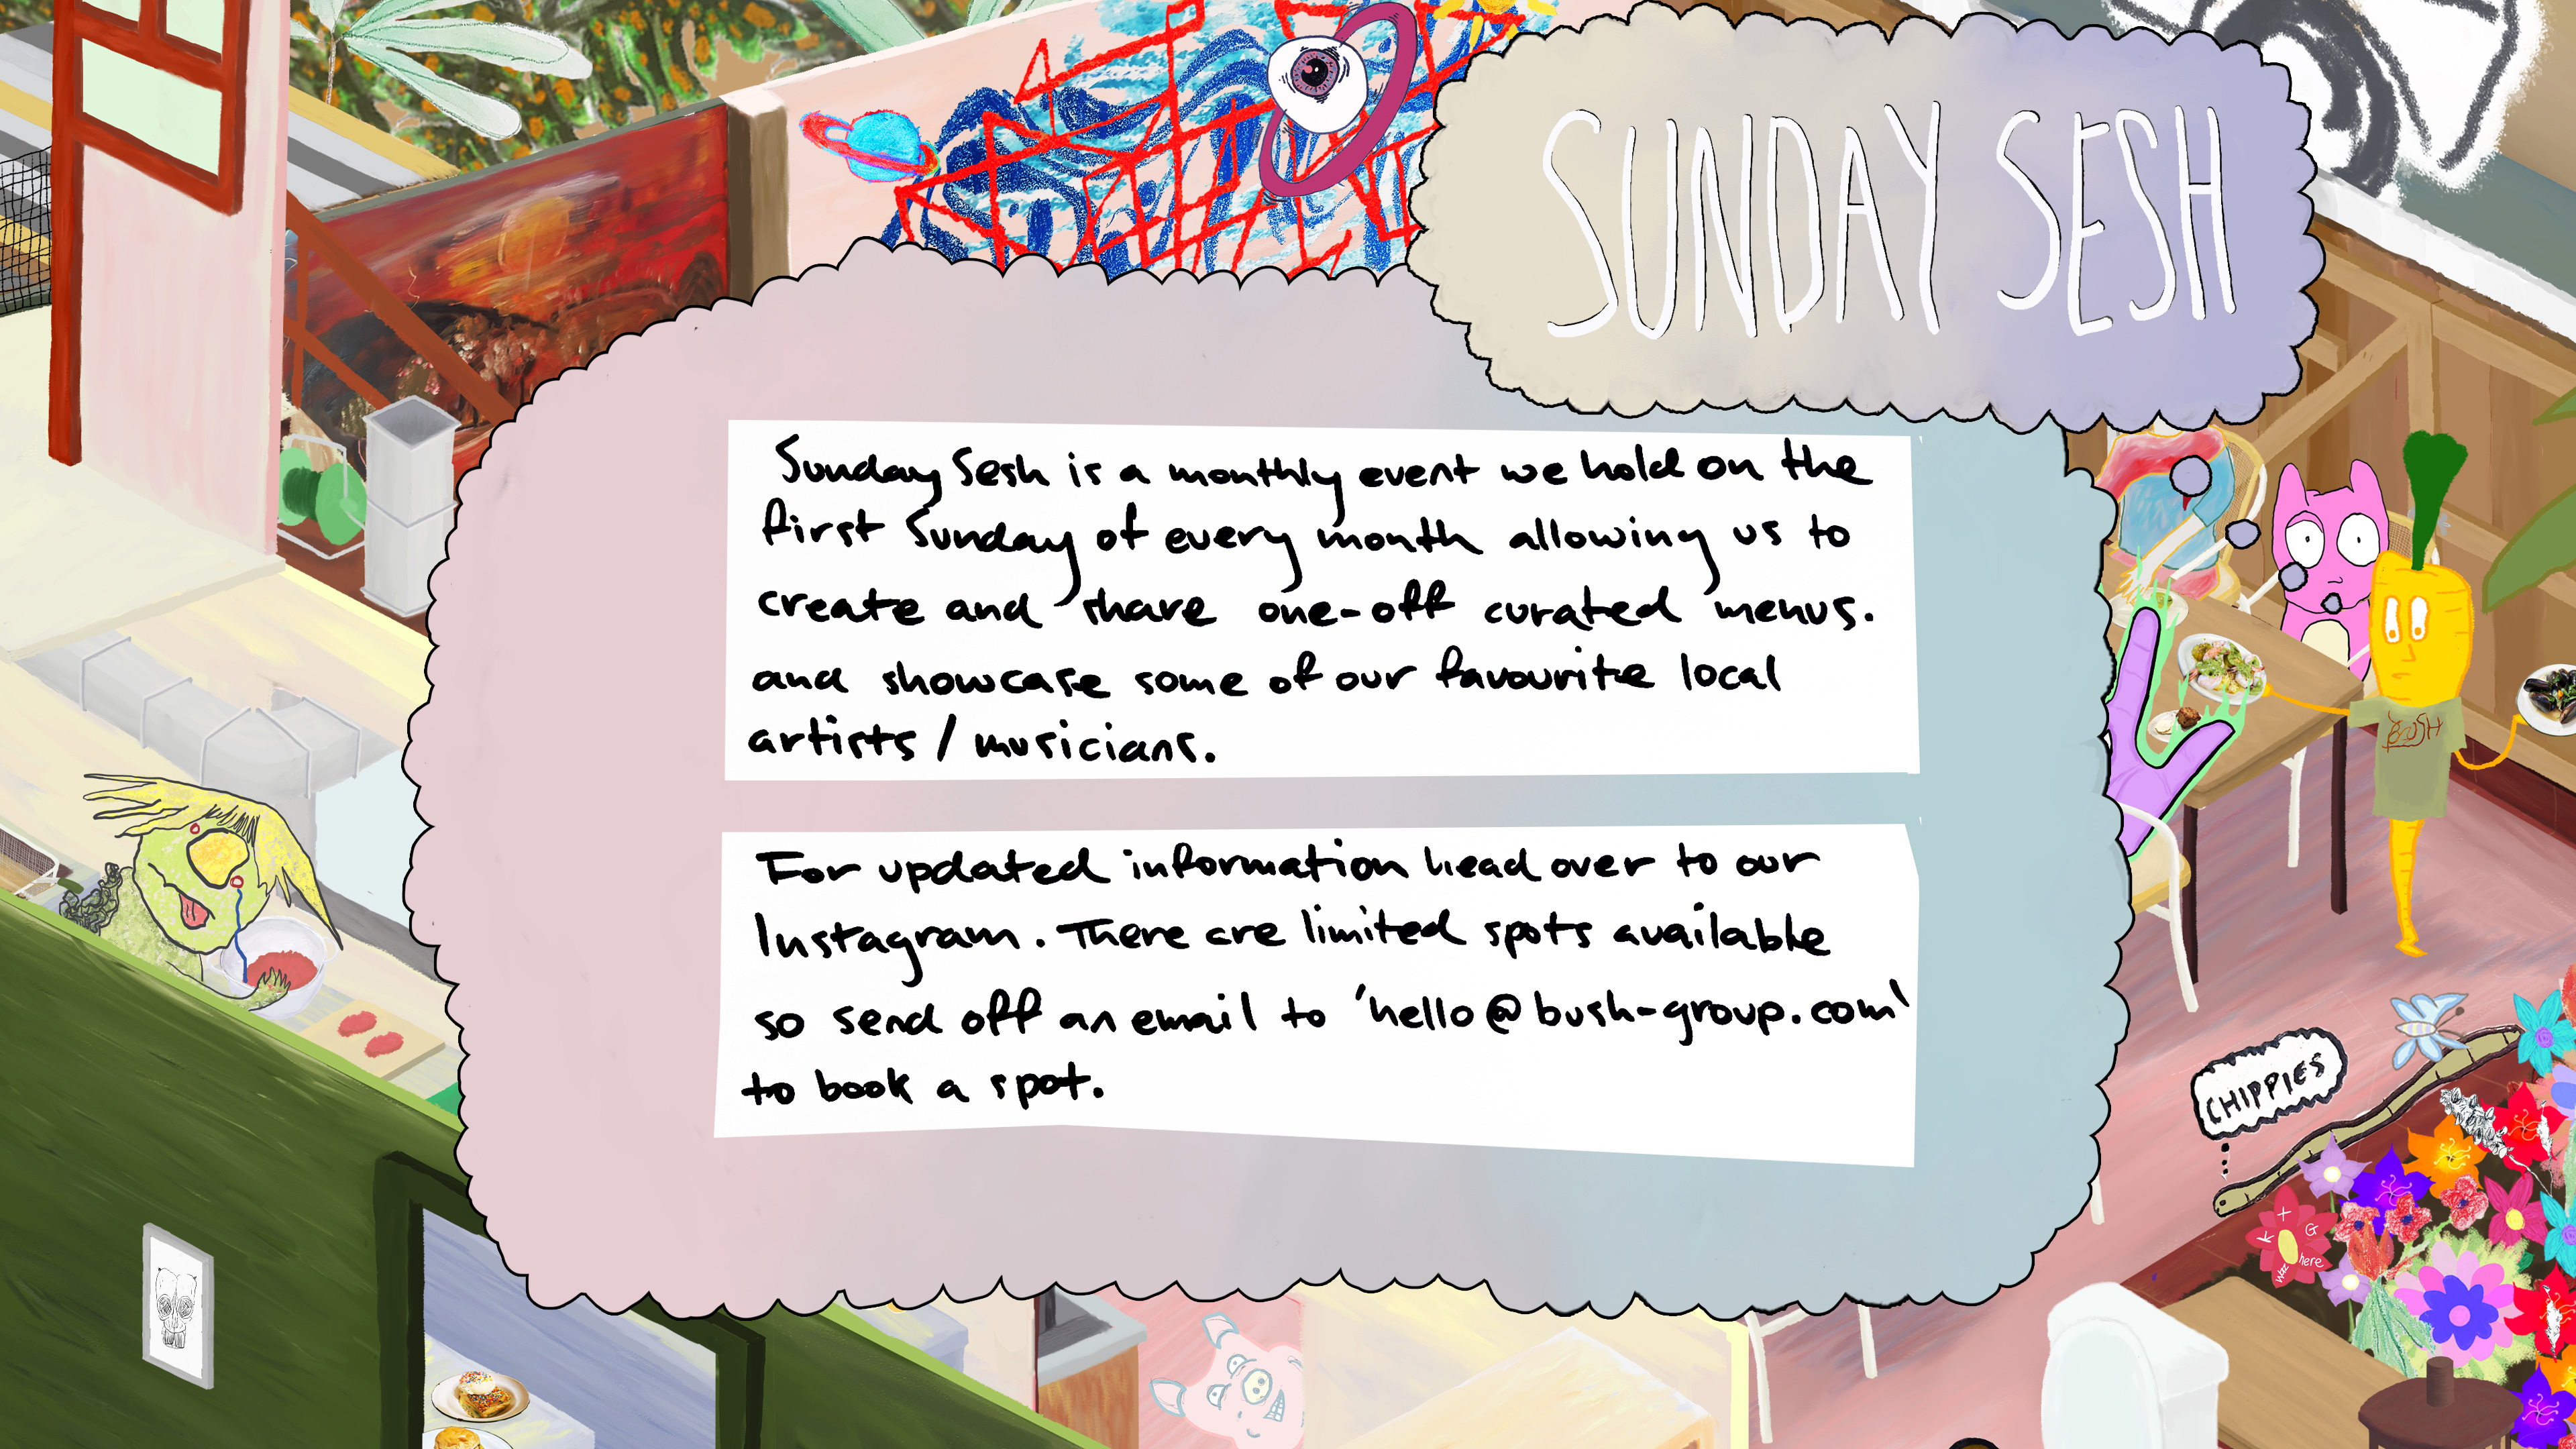 SUNDAY SESH
Sunday Sesh is a monthly event we hold on the
first Sunday of every month allowing us to
create and share one-off curated menus.
and showcase some of our favourite local
artists / musicians.
For updated information head over to our
Instagram. There are limited spots available
so send off an email to 'hello@bush-group.com'
to book a spot.
BUSH
CHIPPIES
K + G
woz here